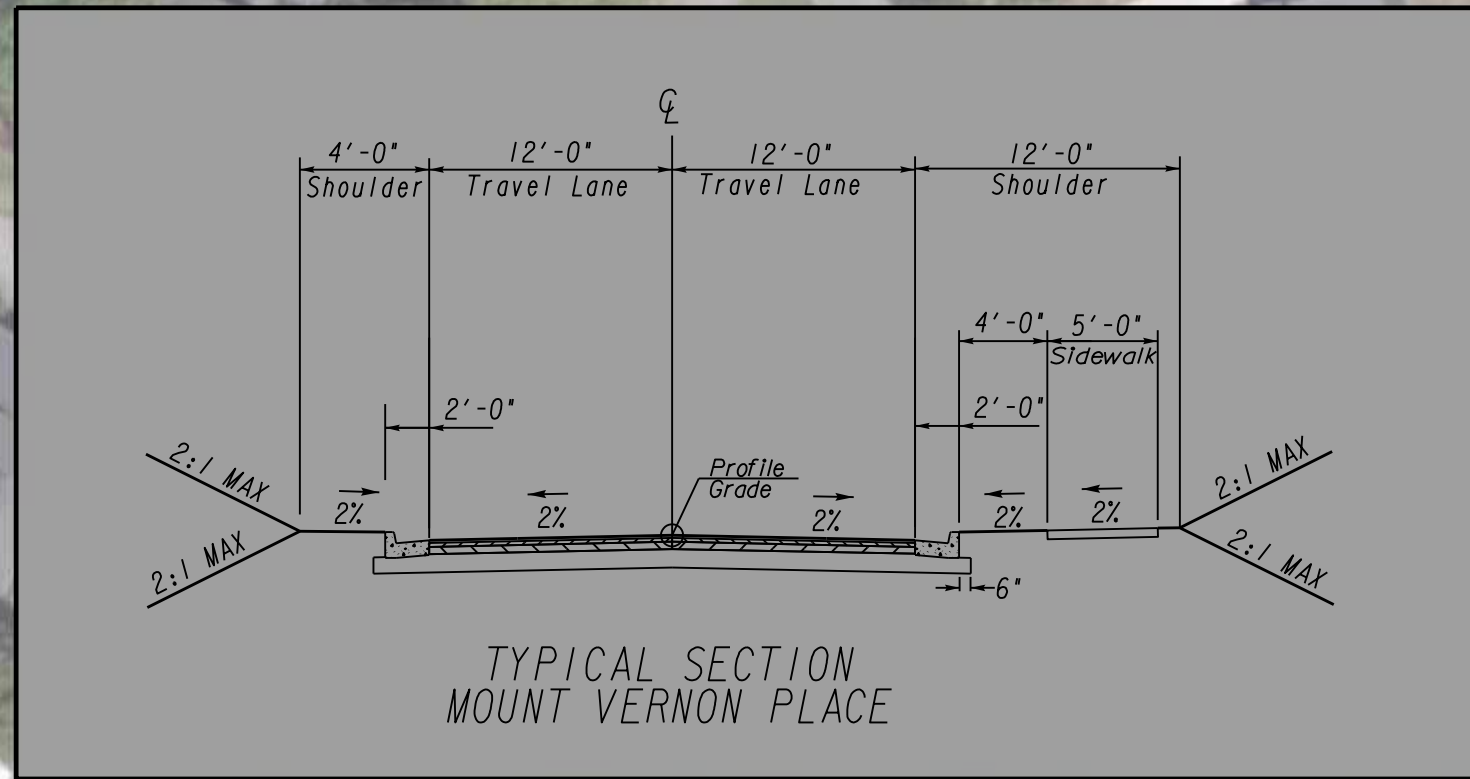 ℄
4'-0" 12'-0" 12'-0" 12'-0"
Shoulder Travel Lane Travel Lane Shoulder
4'-0" 5'-0"
Sidewalk
2'-0" 2'-0"
2:1 MAX 2:1 MAX
Profile
Grade
2% 2% 2% 2% 2%
2:1 MAX 2:1 MAX
6"
TYPICAL SECTION
MOUNT VERNON PLACE